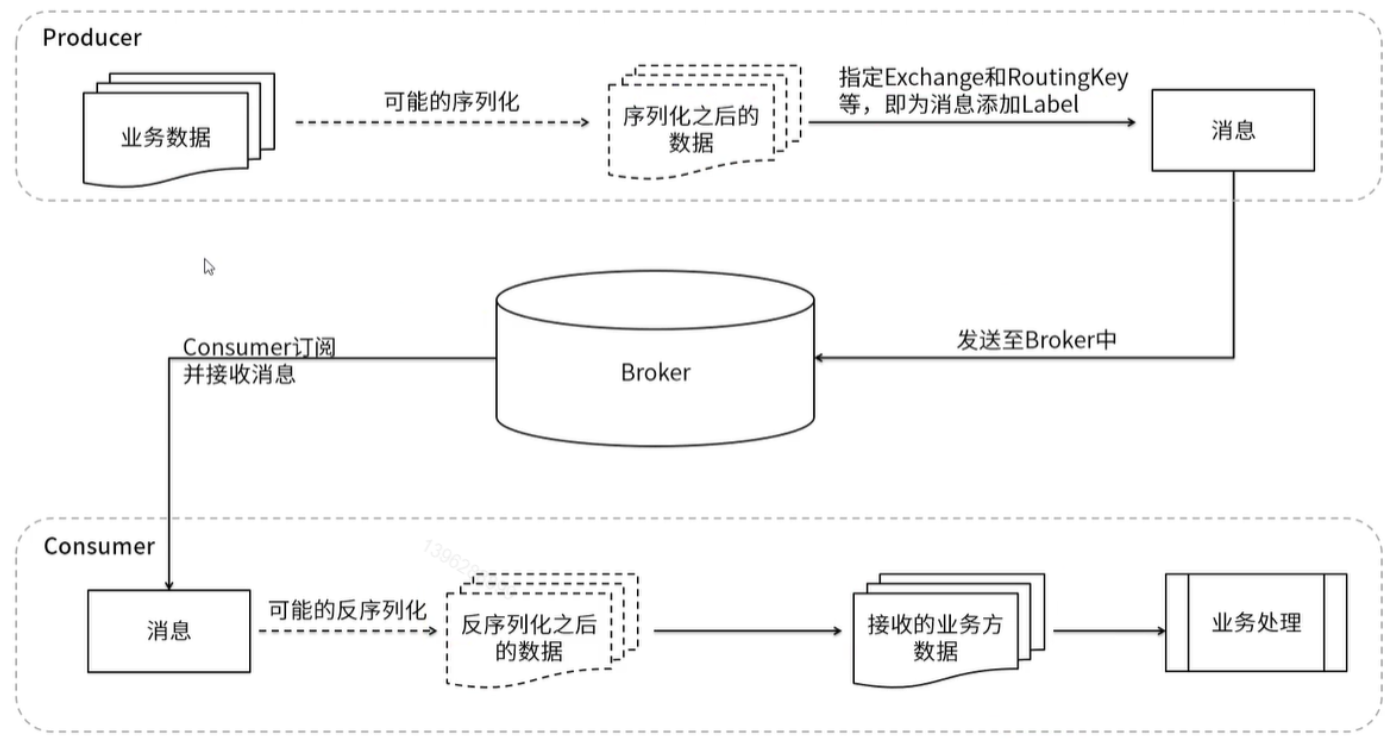 Producer
业务数据
可能的序列化
序列化之后的
数据
指定Exchange和RoutingKey
等，即为消息添加Label
消息
Consumer订阅
并接收消息
Broker
发送至Broker中
Consumer
消息
可能的反序列化
反序列化之后
的数据
接收的业务方
数据
业务处理